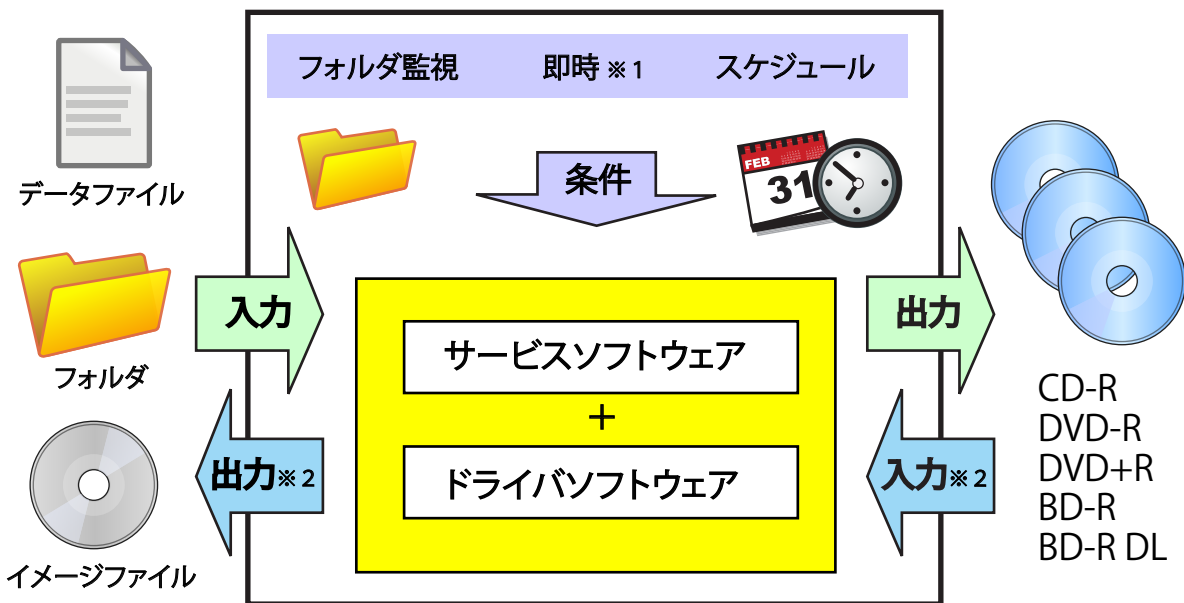 フォルダ監視 即時 ※1 スケジュール
FEB
31
条件
データファイル
フォルダ
イメージファイル
入力
出力※2
サービスソフトウェア
+
ドライバソフトウェア
出力
入力※2
CD-R
DVD-R
DVD+R
BD-R
BD-R DL